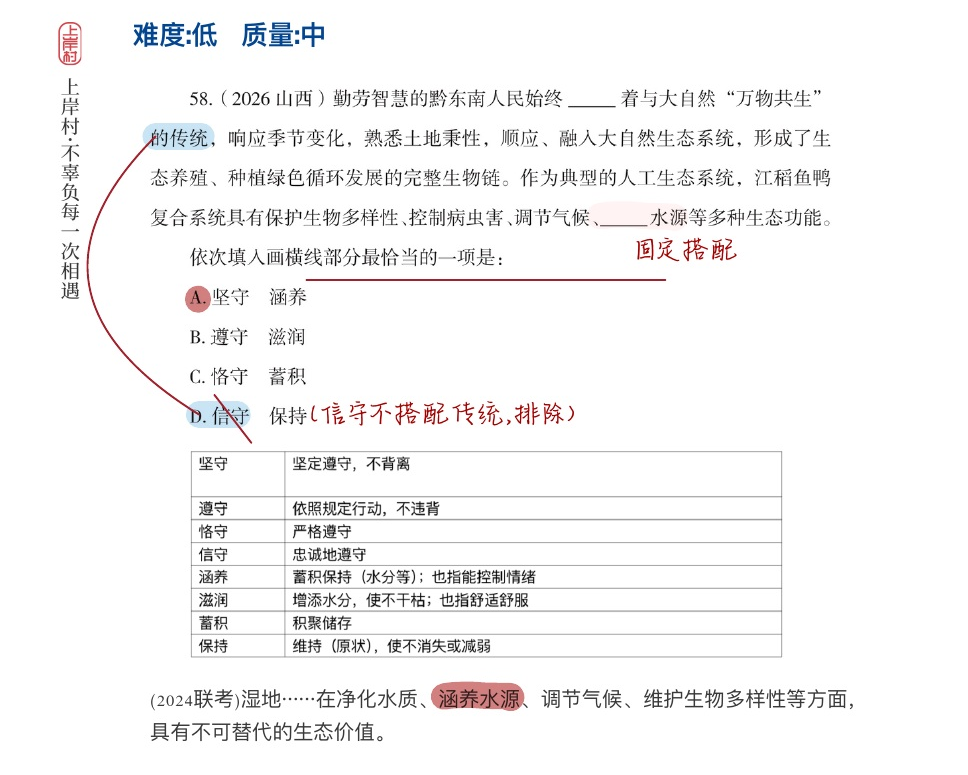 难度:低 质量:中
上岸村
上岸村·不辜负每一次相遇
58.（2026 山西）勤劳智慧的黔东南人民始终 _____ 着与大自然“万物共生”
的传统，响应季节变化，熟悉土地秉性，顺应、融入大自然生态系统，形成了生
态养殖、种植绿色循环发展的完整生物链。作为典型的人工生态系统，江稻鱼鸭
复合系统具有保护生物多样性、控制病虫害、调节气候、_____ 水源等多种生态功能。
固定搭配
依次填入画横线部分最恰当的一项是：
A. 坚守 涵养
B. 遵守 滋润
C. 恪守 蓄积
D. 信守 保持(信守不搭配传统,排除)
坚守 坚定遵守，不背离
遵守 依照规定行动，不违背
恪守 严格遵守
信守 忠诚地遵守
涵养 蓄积保持（水分等）；也指能控制情绪
滋润 增添水分，使不干枯；也指舒适舒服
蓄积 积聚储存
保持 维持（原状），使不消失或减弱
(2024联考)湿地……在净化水质、涵养水源、调节气候、维护生物多样性等方面，
具有不可替代的生态价值。